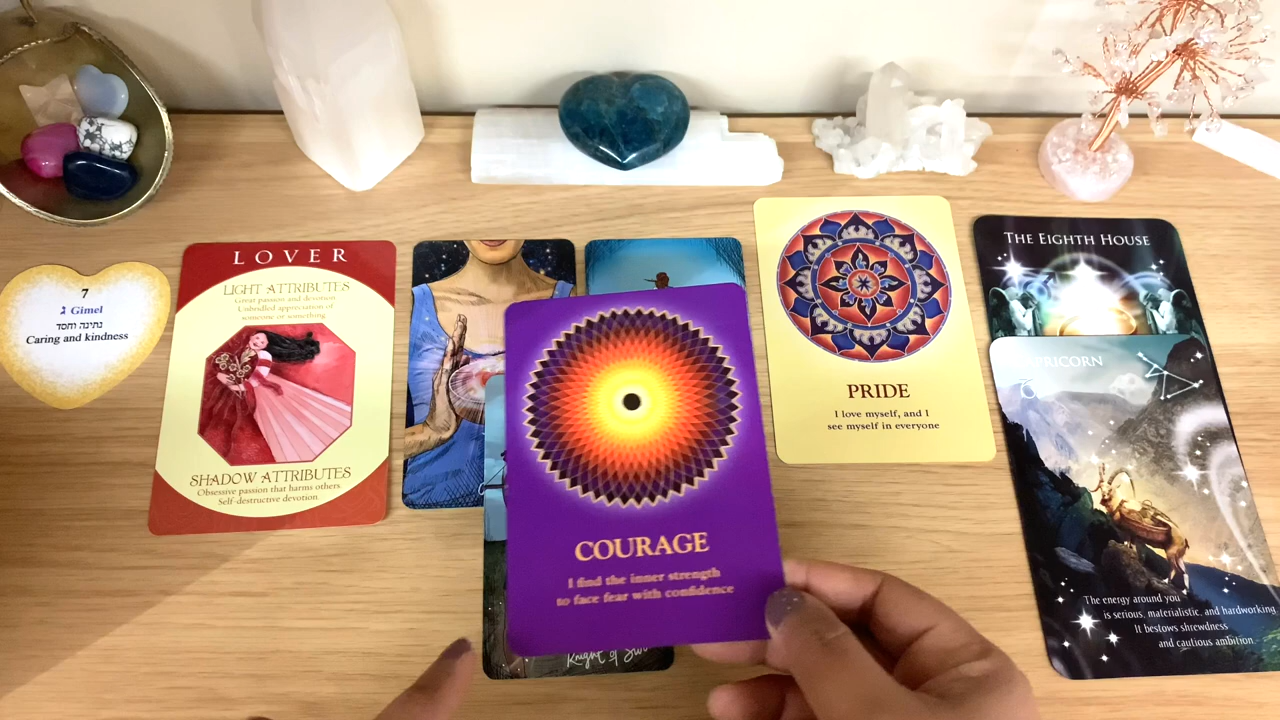 7
ג Gimel
נתינה וחסד
Caring and kindness
LOVER
LIGHT ATTRIBUTES
Great passion and devotion
Unbridled appreciation of
someone or something
SHADOW ATTRIBUTES
Obsessive passion that harms others.
Self-destructive devotion.
COURAGE
I find the inner strength
to face fear with confidence
Knight of
PRIDE
I love myself, and I
see myself in everyone
THE EIGHTH HOUSE
PRICORN
The energy around you
is serious, materialistic, and hardworking.
It bestows shrewdness
and cautious ambition.